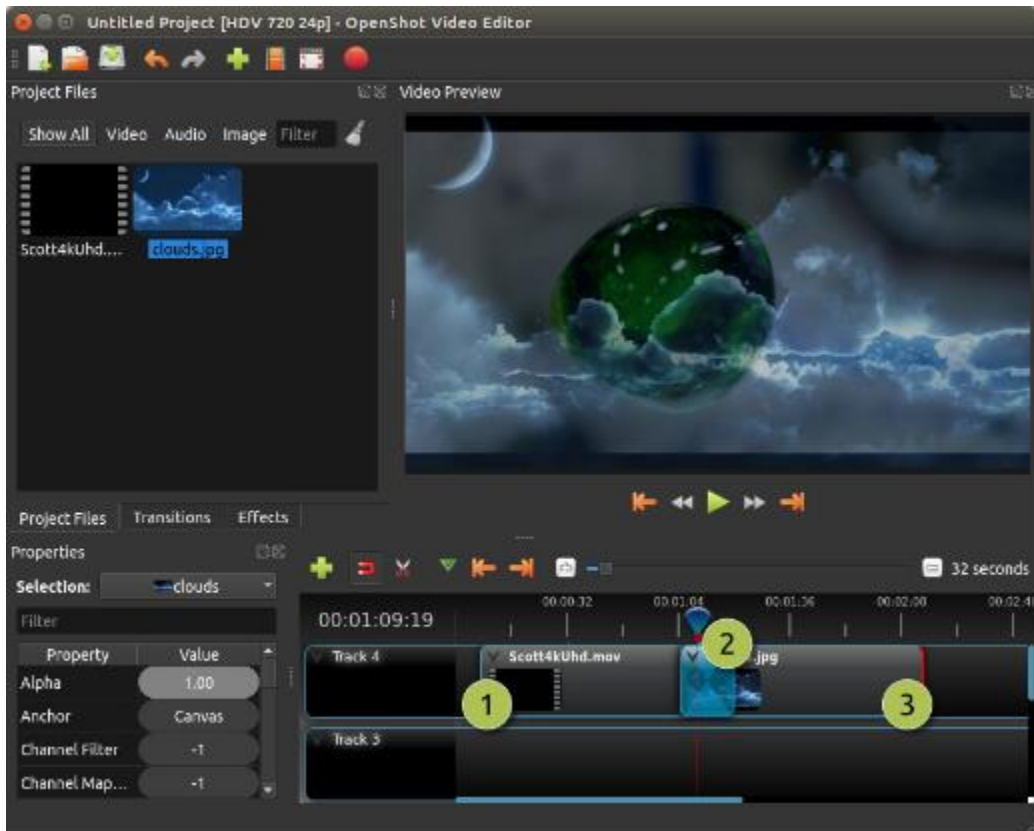 Untitled Project [HDV 720 24p] - OpenShot Video Editor
Project Files
Video Preview
Show All Video Audio Image Filter
Scott4kUhd....
clouds.jpg
Project Files Transitions Effects
Properties
Selection: clouds
Filter
Property Value
Alpha 1.00
Anchor Canvas
Channel Filter -1
Channel Map... -1
32 seconds
00:01:09:19
00:00:32 00:01:04 00:01:36 00:02:00 00:02:4
Track 4
Scott4kUhd.mov
.jpg
1
2
3
Track 3